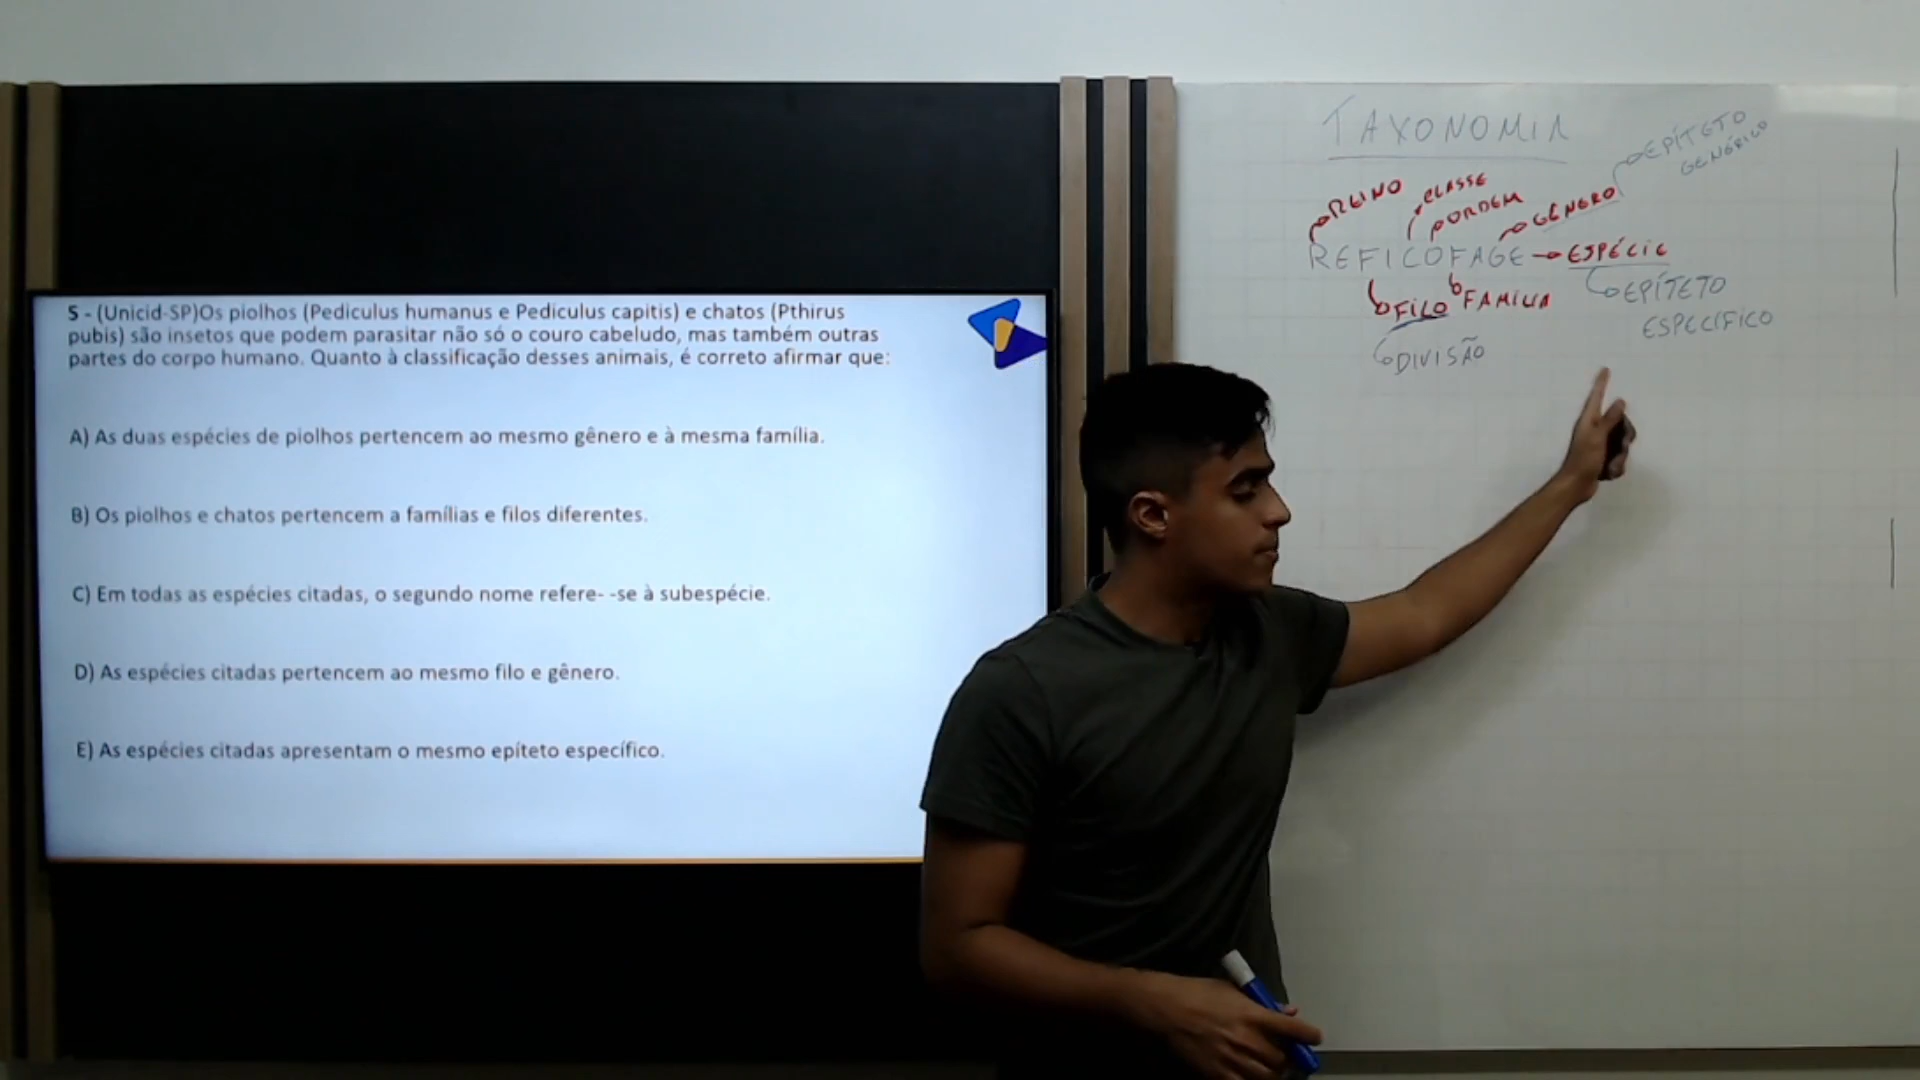 5 - (Unicid-SP)Os piolhos (Pediculus humanus e Pediculus capitis) e chatos (Pthirus
pubis) são insetos que podem parasitar não só o couro cabeludo, mas também outras
partes do corpo humano. Quanto à classificação desses animais, é correto afirmar que:
A) As duas espécies de piolhos pertencem ao mesmo gênero e à mesma família.
B) Os piolhos e chatos pertencem a famílias e filos diferentes.
C) Em todas as espécies citadas, o segundo nome refere- -se à subespécie.
D) As espécies citadas pertencem ao mesmo filo e gênero.
E) As espécies citadas apresentam o mesmo epíteto específico.
TAXONOMIA
EPÍTETO
GENÉRICO
REINO
CLASSE
ORDEM
GÊNERO
REFICOFAGE → ESPÉCIE
FILO
FAMÍLIA
EPÍTETO
ESPECÍFICO
DIVISÃO